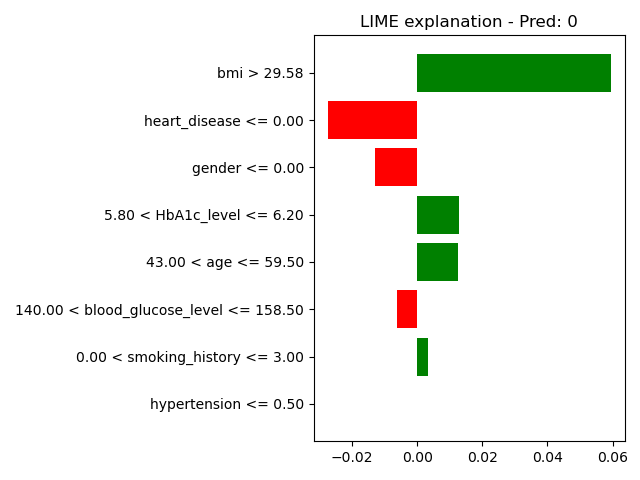 LIME explanation - Pred: 0
bmi > 29.58
heart_disease <= 0.00
gender <= 0.00
5.80 < HbA1c_level <= 6.20
43.00 < age <= 59.50
140.00 < blood_glucose_level <= 158.50
0.00 < smoking_history <= 3.00
hypertension <= 0.50
−0.02 0.00 0.02 0.04 0.06